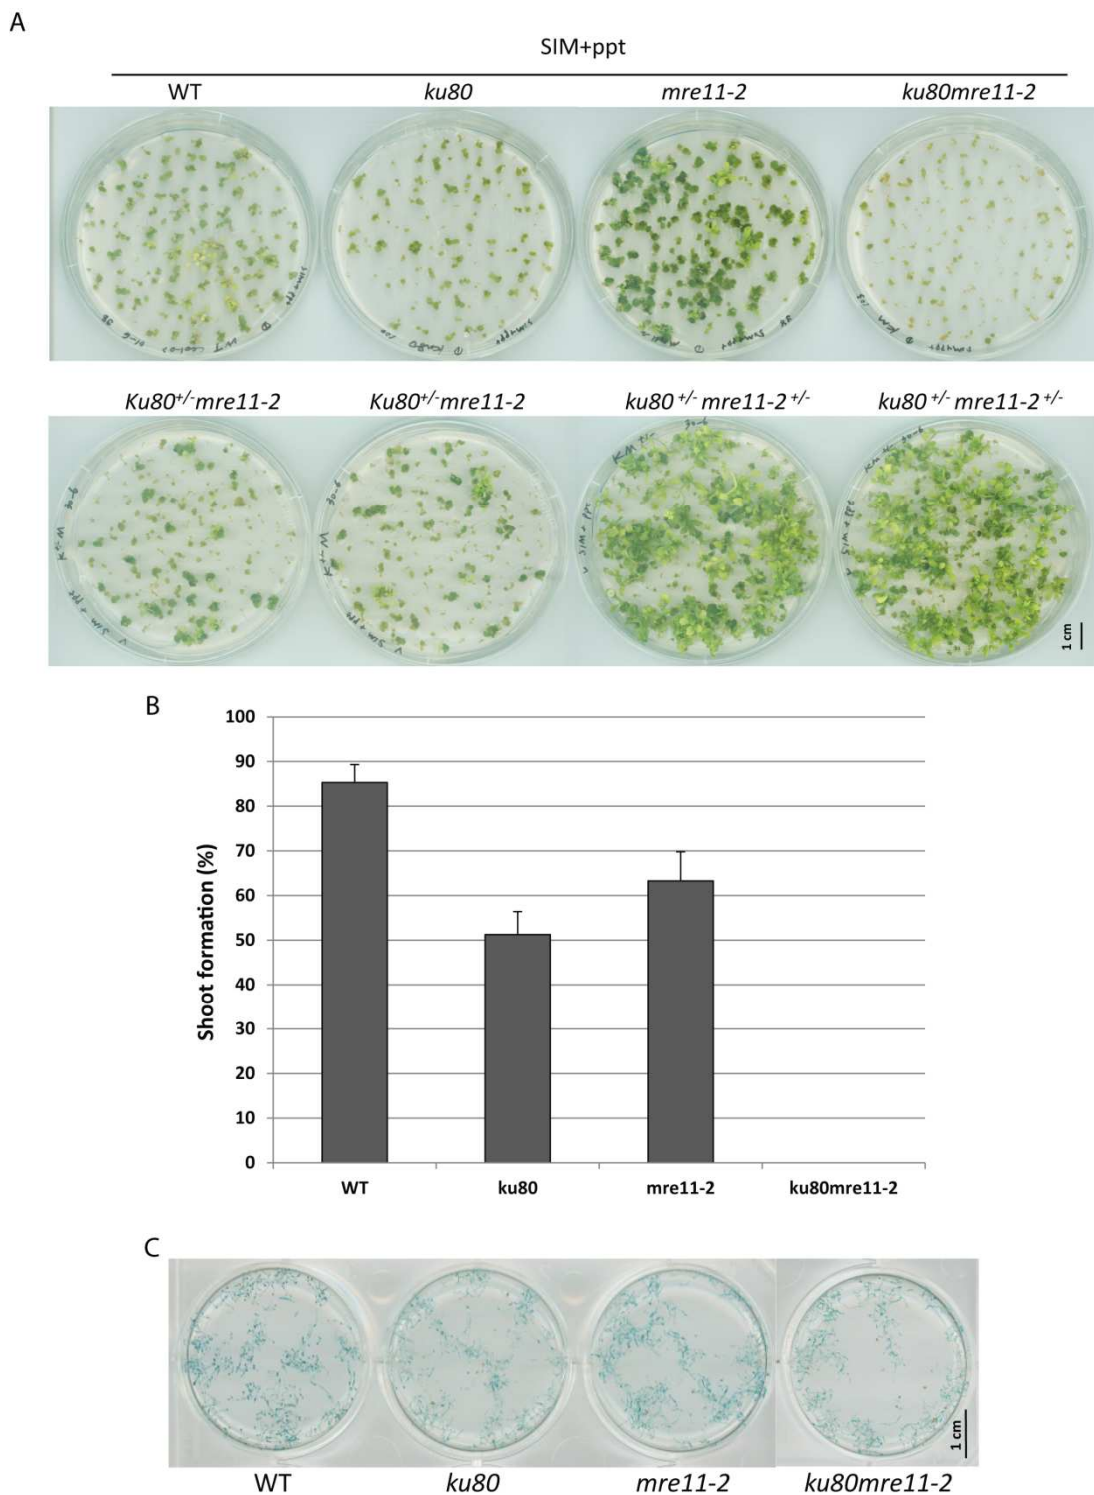 A
SIM+ppt
WT ku80 mre11-2 ku80mre11-2
Ku80+/-mre11-2 Ku80+/-mre11-2 ku80 +/- mre11-2 +/- ku80 +/- mre11-2 +/-
1 cm
B
100
90
80
70
60
50
40
30
20
10
0
Shoot formation (%)
WT ku80 mre11-2 ku80mre11-2
C
1 cm
WT ku80 mre11-2 ku80mre11-2